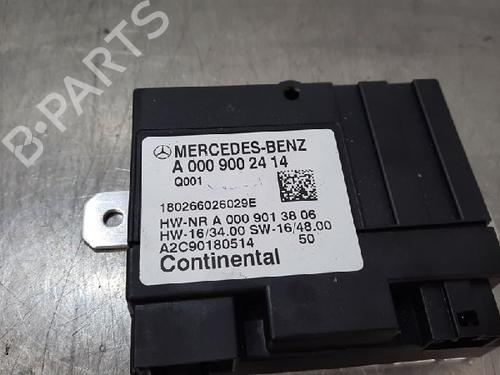 B-PARTS
MERCEDES-BENZ
A 000 900 24 14
Q001
180266026029E
HW-NR A 000 901 38 06
HW-16/34.00 SW-16/48.00
A2C90180514 50
Continental